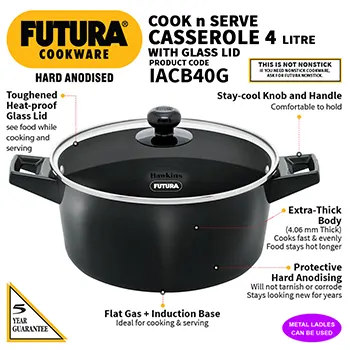 FUTURA®
COOKWARE
HARD ANODISED
COOK n SERVE
CASSEROLE 4 LITRE
WITH GLASS LID
PRODUCT CODE
IACB40G
THIS IS NOT NONSTICK
IF YOU NEED NONSTICK COOKWARE,
ASK FOR FUTURA NONSTICK.
Toughened
Heat-proof
Glass Lid
see food while
cooking and
serving
Stay-cool Knob and Handle
Comfortable to hold
Hawkins
FUTURA
Extra-Thick
Body
(4.06 mm Thick)
Cooks fast & evenly
Food stays hot longer
Protective
Hard Anodising
Will not tarnish or corrode
Stays looking new for years
Flat Gas + Induction Base
Ideal for cooking & serving
5
YEAR
GUARANTEE
METAL LADLES
CAN BE USED